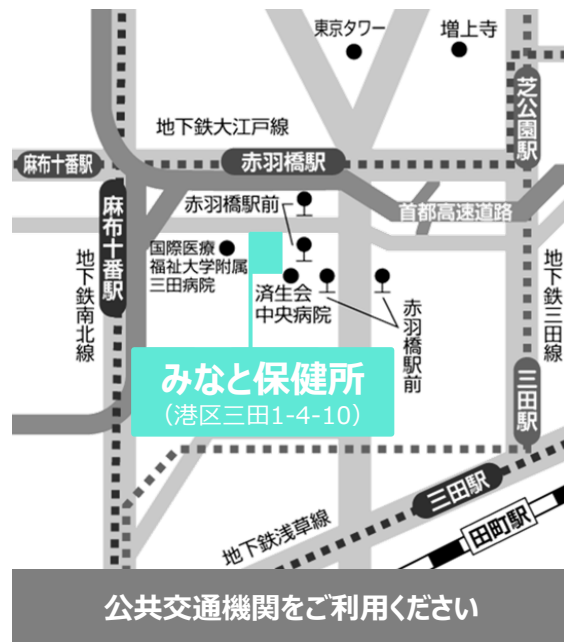 東京タワー
増上寺
芝公園駅
地下鉄大江戸線
麻布十番駅
赤羽橋駅
麻布十番駅
赤羽橋駅前
首都高速道路
国際医療
福祉大学附属
三田病院
済生会
中央病院
赤羽橋駅前
地下鉄南北線
地下鉄三田線
みなと保健所
(港区三田1-4-10)
三田駅
三田駅
田町駅
地下鉄浅草線
公共交通機関をご利用ください